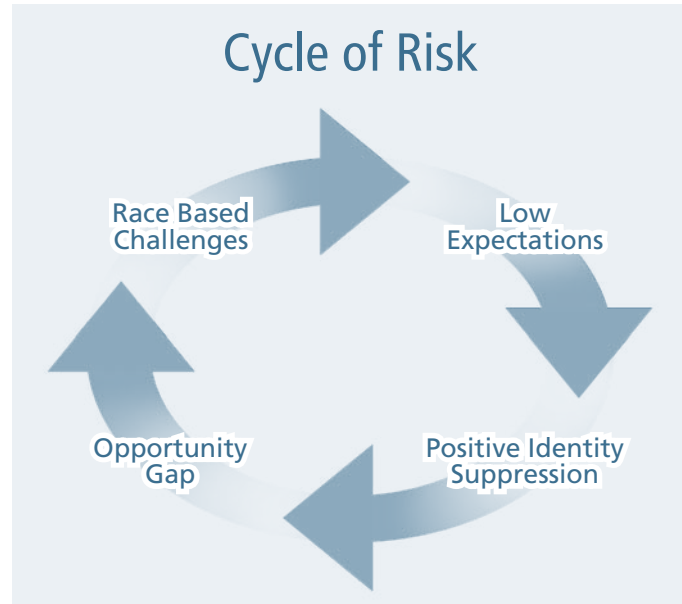 Cycle of Risk
Race Based
Challenges
Low
Expectations
Opportunity
Gap
Positive Identity
Suppression